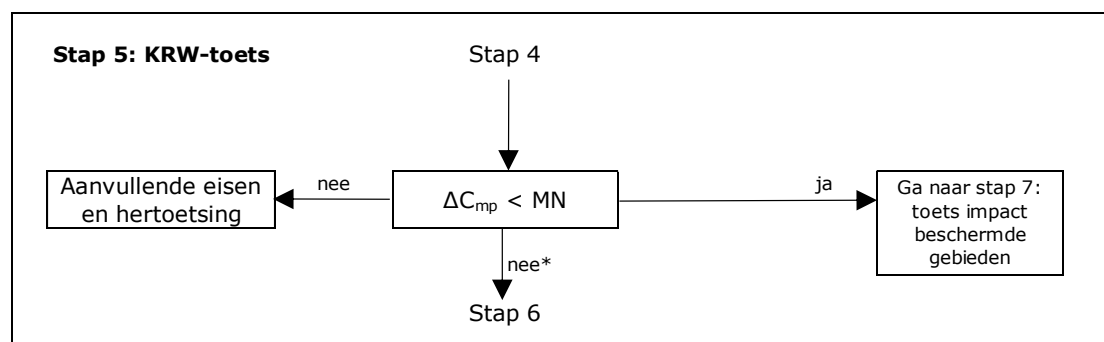 Stap 5: KRW-toets
Stap 4
Aanvullende eisen
en hertoetsing
nee
ΔCmp < MN
ja
Ga naar stap 7:
toets impact
beschermde
gebieden
nee*
Stap 6